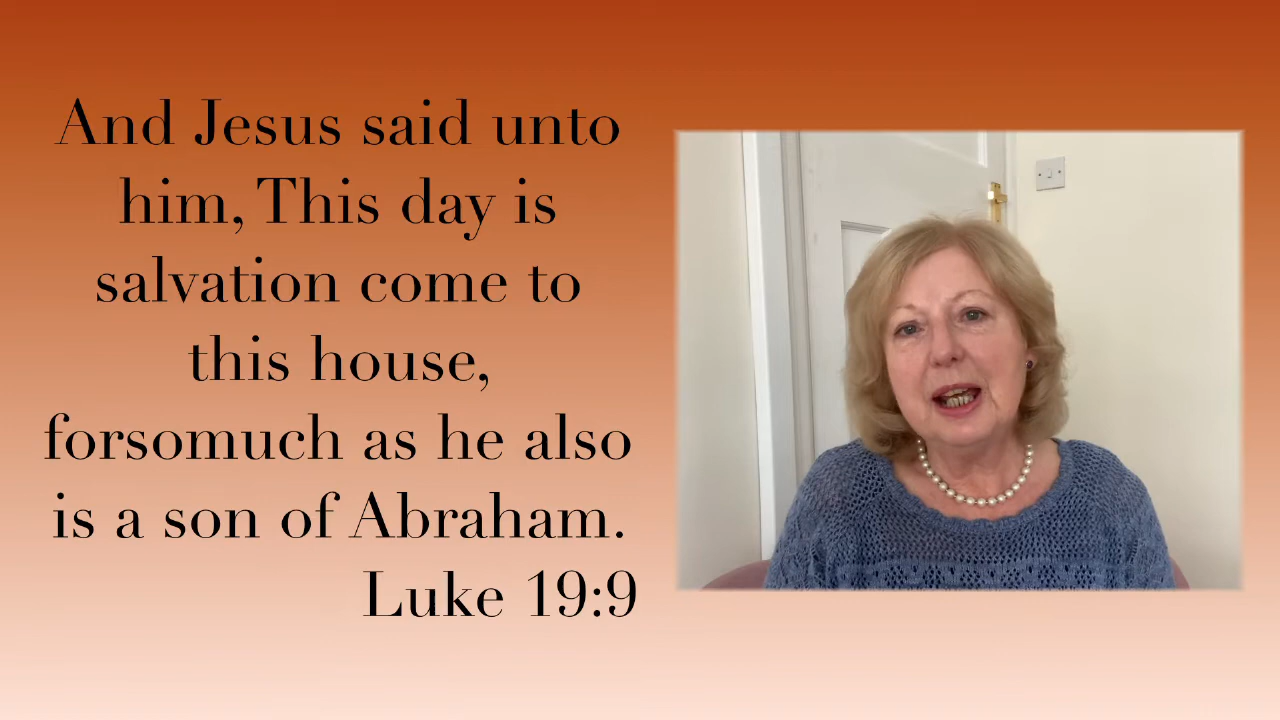 And Jesus said unto
him, This day is
salvation come to
this house,
forsomuch as he also
is a son of Abraham.
Luke 19:9